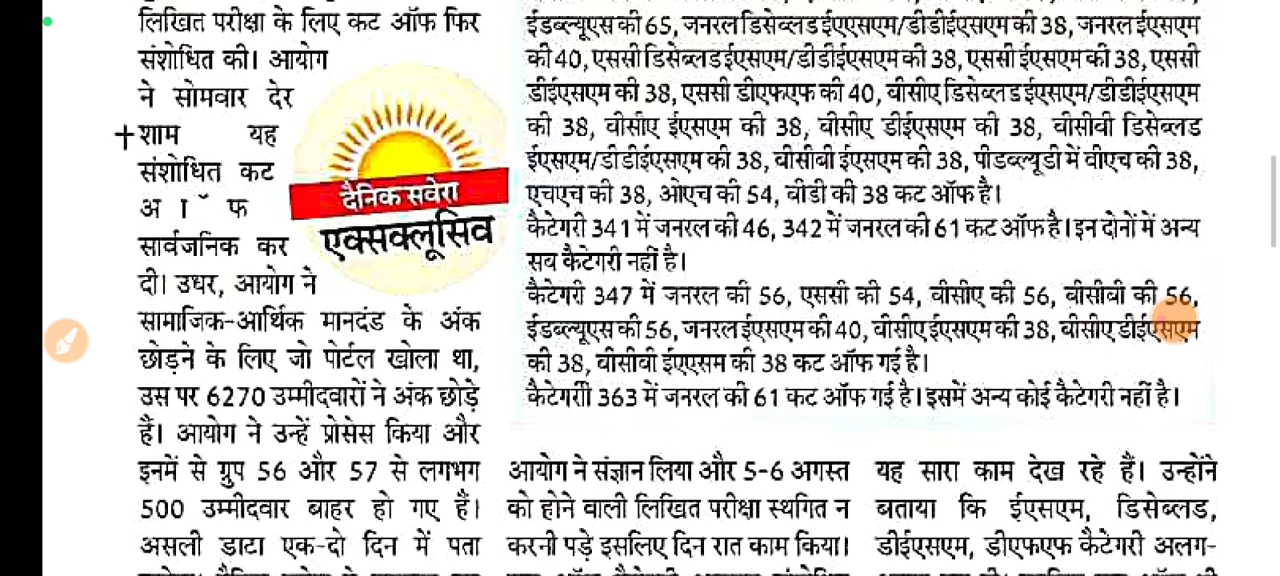 लिखित परीक्षा के लिए कट ऑफ फिर
संशोधित की। आयोग
ने सोमवार देर
शाम यह
संशोधित कट
अ ॉ फ
सार्वजनिक कर
दी। उधर, आयोग ने
सामाजिक-आर्थिक मानदंड के अंक
छोड़ने के लिए जो पोर्टल खोला था,
उस पर 6270 उम्मीदवारों ने अंक छोड़े
हैं। आयोग ने उन्हें प्रोसेस किया और
इनमें से ग्रुप 56 और 57 से लगभग
500 उम्मीदवार बाहर हो गए हैं।
असली डाटा एक-दो दिन में पता
दैनिक सवेरा
एक्सक्लूसिव
ईडब्ल्यूएस की 65, जनरल डिसेब्लड ईएएसएम/डीडीईएसएम की 38, जनरल ईएसएम
की 40, एससी डिसेब्लड ईएसएम/डीडीईएसएम की 38, एससी ईएसएम की 38, एससी
डीईएसएम की 38, एससी डीएफएफ की 40, बीसीए डिसेब्लड ईएसएम/डीडीईएसएम
की 38, बीसीए ईएसएम की 38, बीसीए डीईएसएम की 38, बीसीबी डिसेब्लड
ईएसएम/डीडीईएसएम की 38, बीसीबी ईएसएम की 38, पीडब्ल्यूडी में वीएच की 38,
एचएच की 38, ओएच की 54, बीडी की 38 कट ऑफ है।
कैटेगरी 341 में जनरल की 46, 342 में जनरल की 61 कट ऑफ है। इन दोनों में अन्य
सब कैटेगरी नहीं है।
कैटेगरी 347 में जनरल की 56, एससी की 54, बीसीए की 56, बीसीबी की 56,
ईडब्ल्यूएस की 56, जनरल ईएसएम की 40, बीसीए ईएसएम की 38, बीसीए डीईएसएम
की 38, बीसीबी ईएएसम की 38 कट ऑफ गई है।
कैटेगरीी 363 में जनरल की 61 कट ऑफ गई है। इसमें अन्य कोई कैटेगरी नहीं है।
आयोग ने संज्ञान लिया और 5-6 अगस्त
को होने वाली लिखित परीक्षा स्थगित न
करनी पड़े इसलिए दिन रात काम किया।
यह सारा काम देख रहे हैं। उन्होंने
बताया कि ईएसएम, डिसेब्लड,
डीईएसएम, डीएफएफ कैटेगरी अलग-